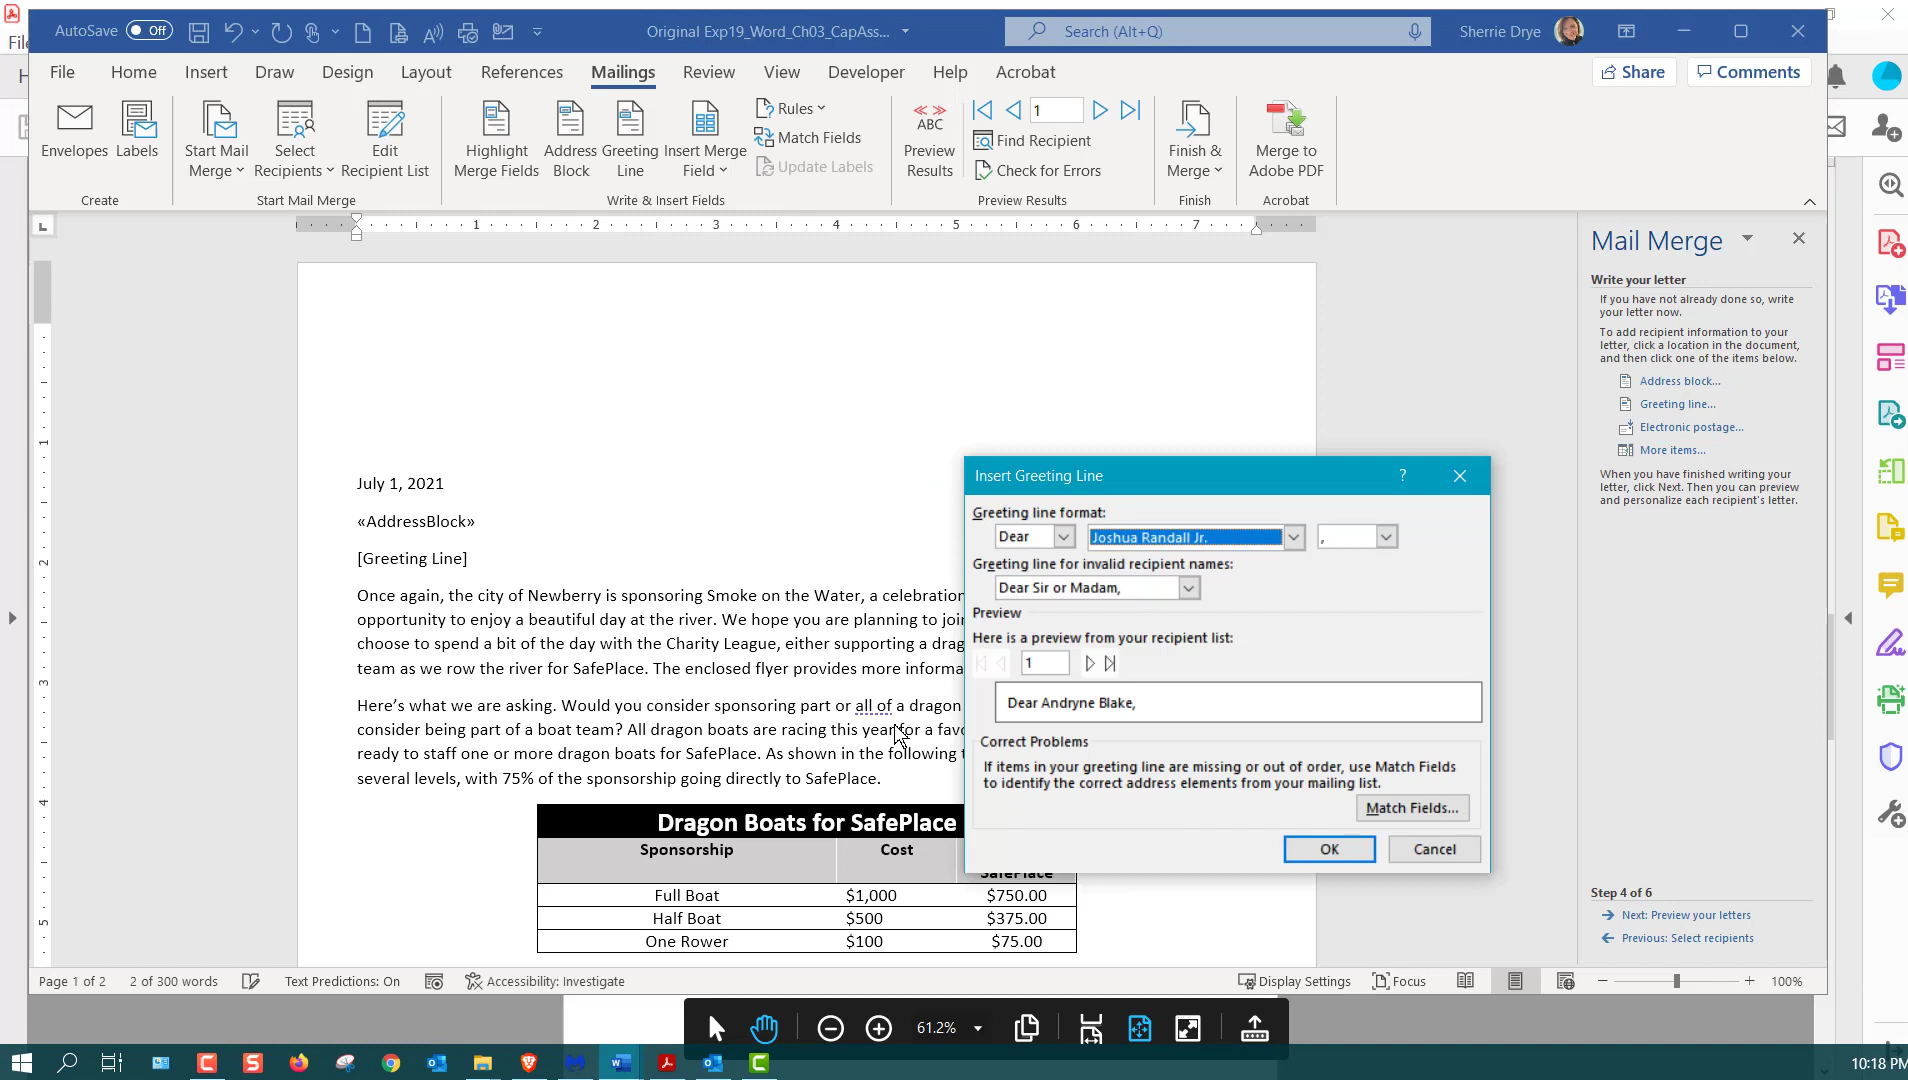 AutoSave Off
Original Exp19_Word_Ch03_CapAss...
Search (Alt+Q)
Sherrie Drye
File Home Insert Draw Design Layout References Mailings Review View Developer Help Acrobat
Share Comments
Envelopes
Labels
Create
Start Mail Merge
Select Recipients
Edit Recipient List
Start Mail Merge
Highlight Merge Fields
Address Block
Greeting Line
Insert Merge Field
Rules
Match Fields
Update Labels
Write & Insert Fields
ABC
Preview Results
1
Find Recipient
Check for Errors
Preview Results
Finish & Merge
Finish
Merge to Adobe PDF
Acrobat
1 2 3 4 5 6 7
Mail Merge
Write your letter
If you have not already done so, write
your letter now.
To add recipient information to your
letter, click a location in the document,
and then click one of the items below.
Address block...
Greeting line...
Electronic postage...
More items...
When you have finished writing your
letter, click Next. Then you can preview
and personalize each recipient's letter.
Step 4 of 6
Next: Preview your letters
Previous: Select recipients
1
2
3
4
5
July 1, 2021
«AddressBlock»
[Greeting Line]
Once again, the city of Newberry is sponsoring Smoke on the Water, a celebration
opportunity to enjoy a beautiful day at the river. We hope you are planning to join
choose to spend a bit of the day with the Charity League, either supporting a drag
team as we row the river for SafePlace. The enclosed flyer provides more informa
Here's what we are asking. Would you consider sponsoring part or all of a dragon
consider being part of a boat team? All dragon boats are racing this year for a favo
ready to staff one or more dragon boats for SafePlace. As shown in the following t
several levels, with 75% of the sponsorship going directly to SafePlace.
Dragon Boats for SafePlace
Sponsorship Cost
SafePlace
Full Boat $1,000 $750.00
Half Boat $500 $375.00
One Rower $100 $75.00
Insert Greeting Line ?
Greeting line format:
Dear Joshua Randall Jr. ,
Greeting line for invalid recipient names:
Dear Sir or Madam,
Preview
Here is a preview from your recipient list:
1
Dear Andryne Blake,
Correct Problems
If items in your greeting line are missing or out of order, use Match Fields
to identify the correct address elements from your mailing list.
Match Fields...
OK Cancel
Page 1 of 2 2 of 300 words Text Predictions: On Accessibility: Investigate Display Settings Focus 100%
61.2%
10:18 PM